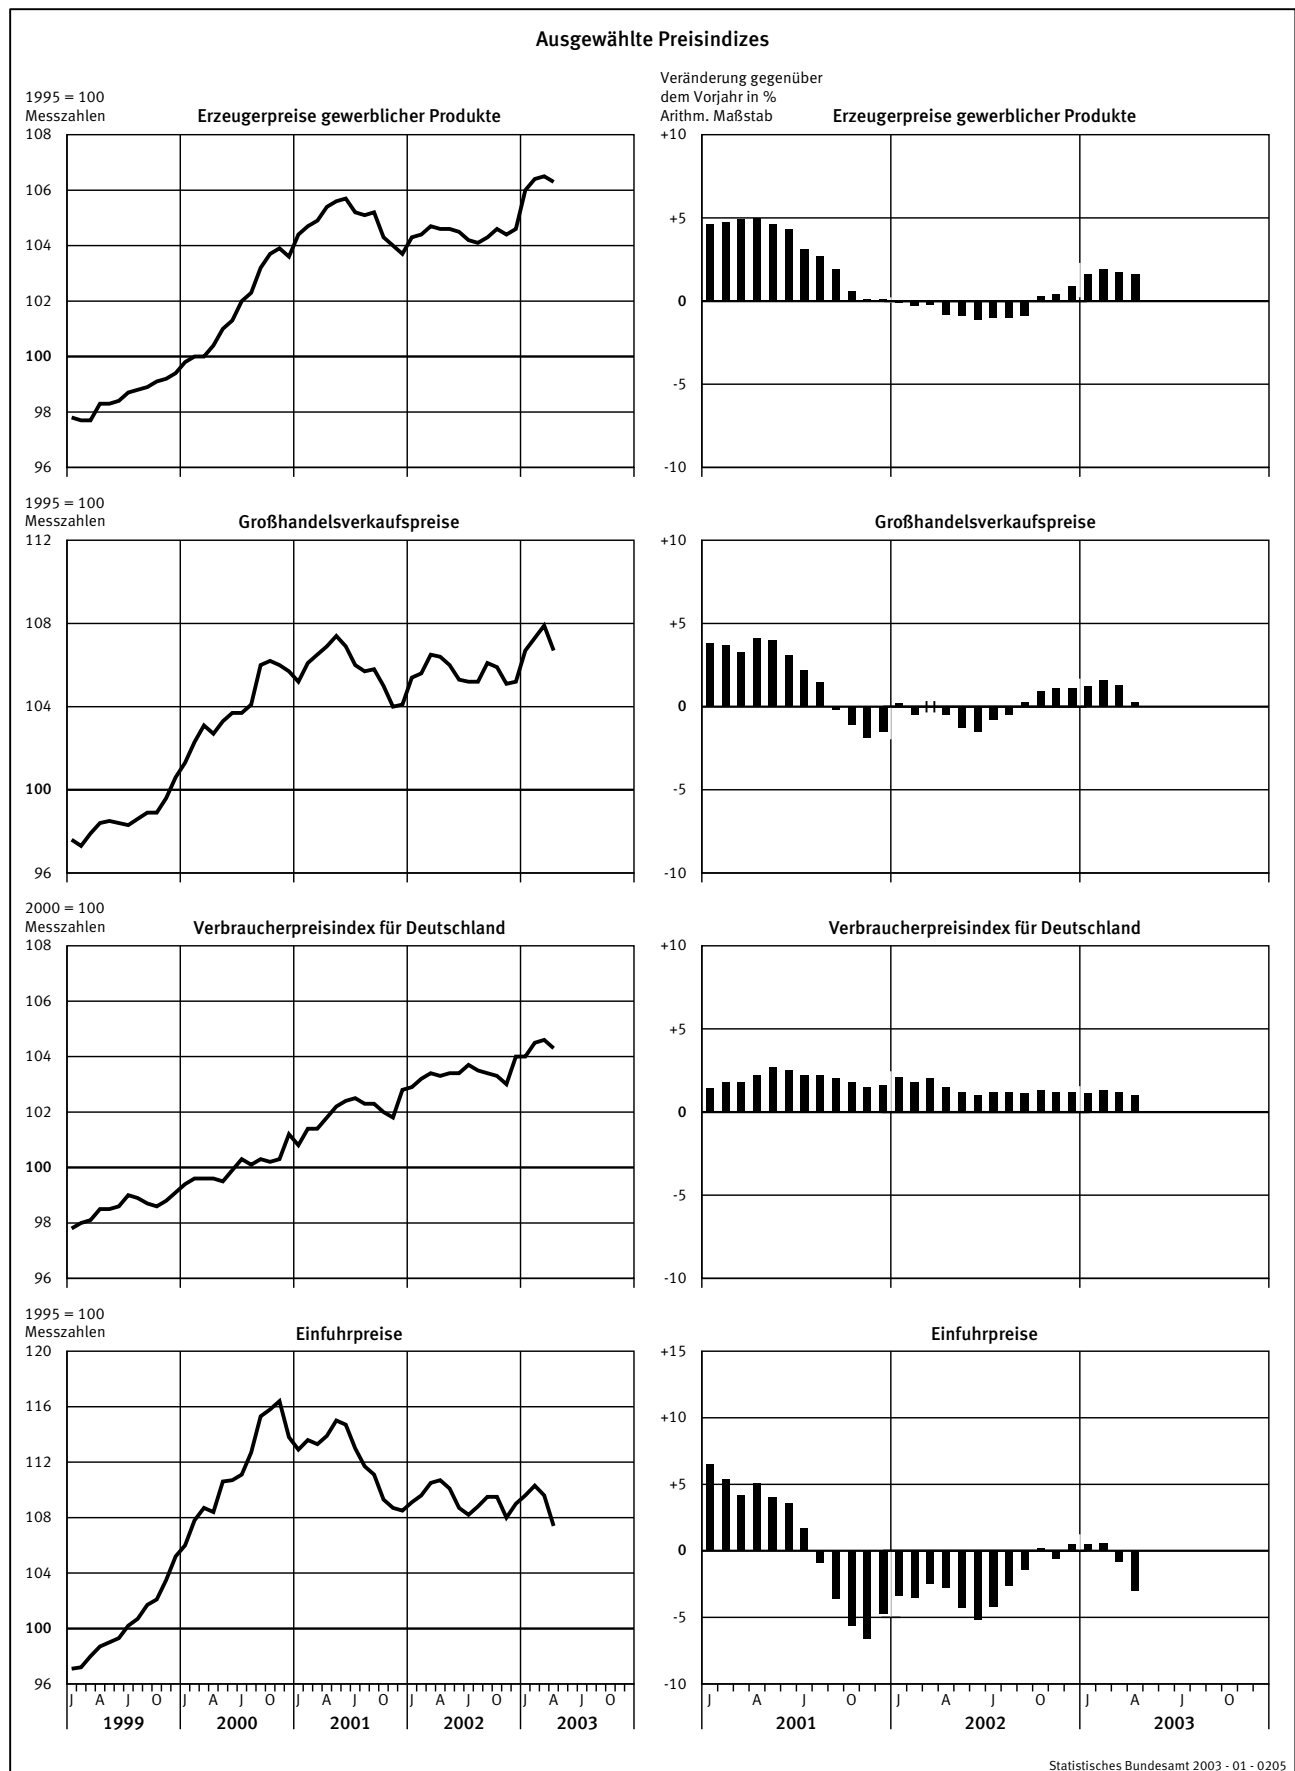 Ausgewählte Preisindizes
1995 = 100
Messzahlen
Erzeugerpreise gewerblicher Produkte
108
106
104
102
100
98
96
Veränderung gegenüber
dem Vorjahr in %
Arithm. Maßstab
Erzeugerpreise gewerblicher Produkte
+10
+5
0
-5
-10
1995 = 100
Messzahlen
Großhandelsverkaufspreise
112
108
104
100
96
Großhandelsverkaufspreise
+10
+5
0
-5
-10
2000 = 100
Messzahlen
Verbraucherpreisindex für Deutschland
108
106
104
102
100
98
96
Verbraucherpreisindex für Deutschland
+10
+5
0
-5
-10
1995 = 100
Messzahlen
Einfuhrpreise
120
116
112
108
104
100
96
J A J O J A J O J A J O J A J O J A J O
1999 2000 2001 2002 2003
Einfuhrpreise
+15
+10
+5
0
-5
-10
J A J O J A J O J A J O
2001 2002 2003
Statistisches Bundesamt 2003 - 01 - 0205